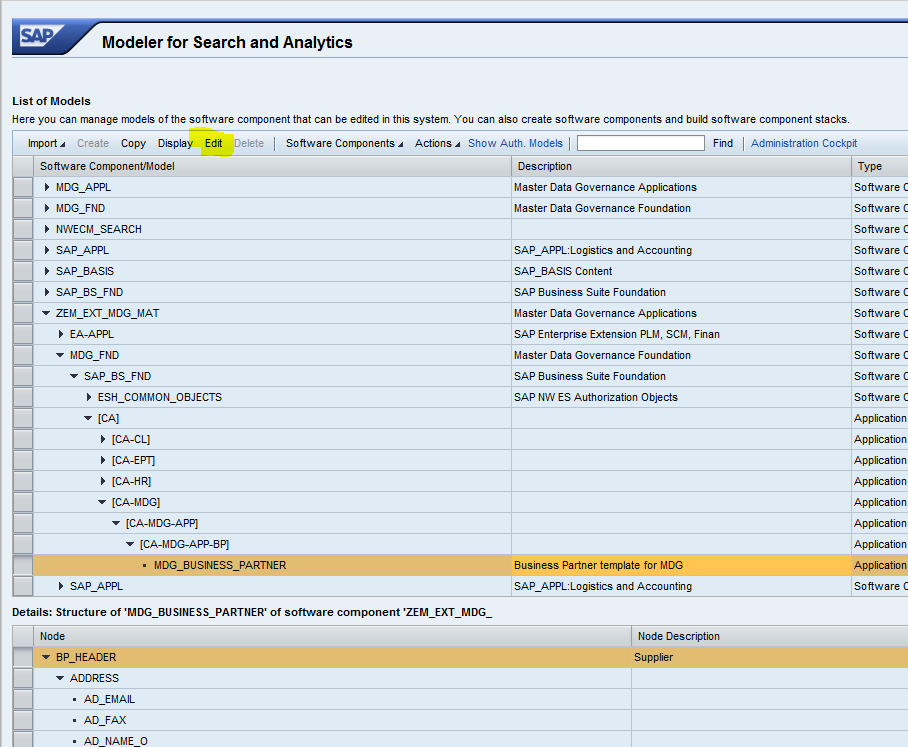 SAP
Modeler for Search and Analytics
List of Models
Here you can manage models of the software component that can be edited in this system. You can also create software components and build software component stacks.
Import Create Copy Display Edit Delete Software Components Actions Show Auth. Models Find Administration Cockpit
Software Component/Model Description Type
MDG_APPL Master Data Governance Applications Software C
MDG_FND Master Data Governance Foundation Software C
NWECM_SEARCH Software C
SAP_APPL SAP_APPL:Logistics and Accounting Software C
SAP_BASIS SAP_BASIS Content Software C
SAP_BS_FND SAP Business Suite Foundation Software C
ZEM_EXT_MDG_MAT Master Data Governance Applications Software C
EA-APPL SAP Enterprise Extension PLM, SCM, Finan Software C
MDG_FND Master Data Governance Foundation Software C
SAP_BS_FND SAP Business Suite Foundation Software C
ESH_COMMON_OBJECTS SAP NW ES Authorization Objects Software C
[CA] Application
[CA-CL] Application
[CA-EPT] Application
[CA-HR] Application
[CA-MDG] Application
[CA-MDG-APP] Application
[CA-MDG-APP-BP] Application
MDG_BUSINESS_PARTNER Business Partner template for MDG Application
SAP_APPL SAP_APPL:Logistics and Accounting Software C
Details: Structure of 'MDG_BUSINESS_PARTNER' of software component 'ZEM_EXT_MDG_
Node Node Description
BP_HEADER Supplier
ADDRESS
AD_EMAIL
AD_FAX
AD_NAME_O